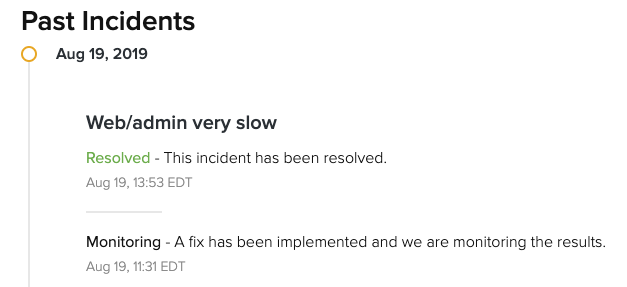 Past Incidents
Aug 19, 2019
Web/admin very slow
Resolved - This incident has been resolved.
Aug 19, 13:53 EDT
Monitoring - A fix has been implemented and we are monitoring the results.
Aug 19, 11:31 EDT